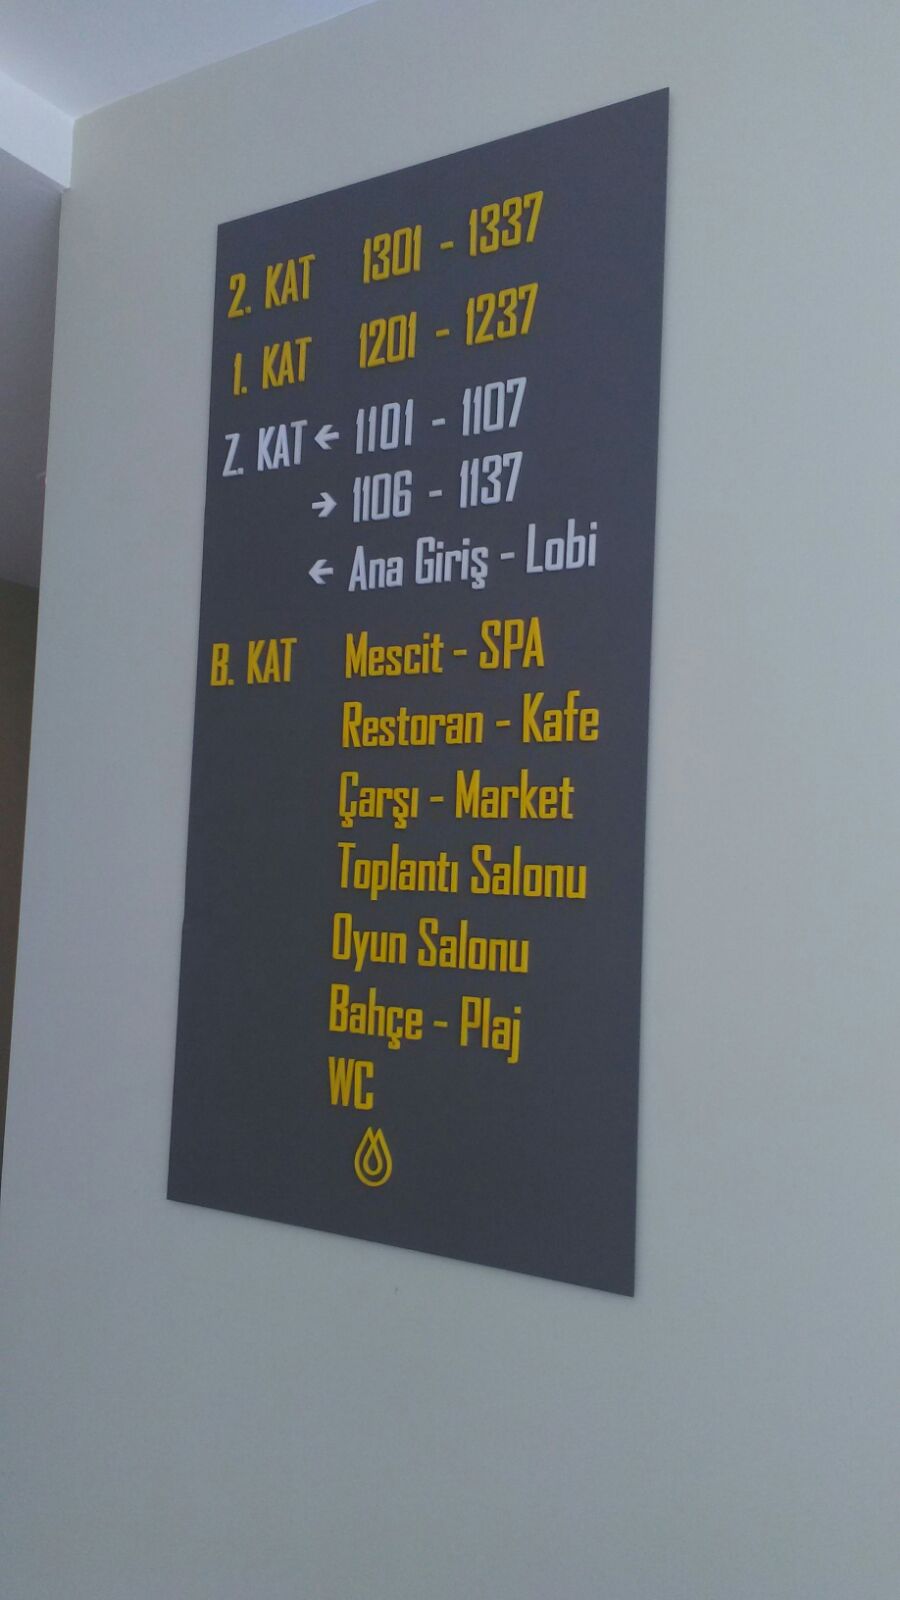 2. KAT 1301 - 1337
1. KAT 1201 - 1237
Z. KAT ← 1101 - 1107
→ 1106 - 1137
← Ana Giriş - Lobi
B. KAT Mescit - SPA
Restoran - Kafe
Çarşı - Market
Toplantı Salonu
Oyun Salonu
Bahçe - Plaj
WC